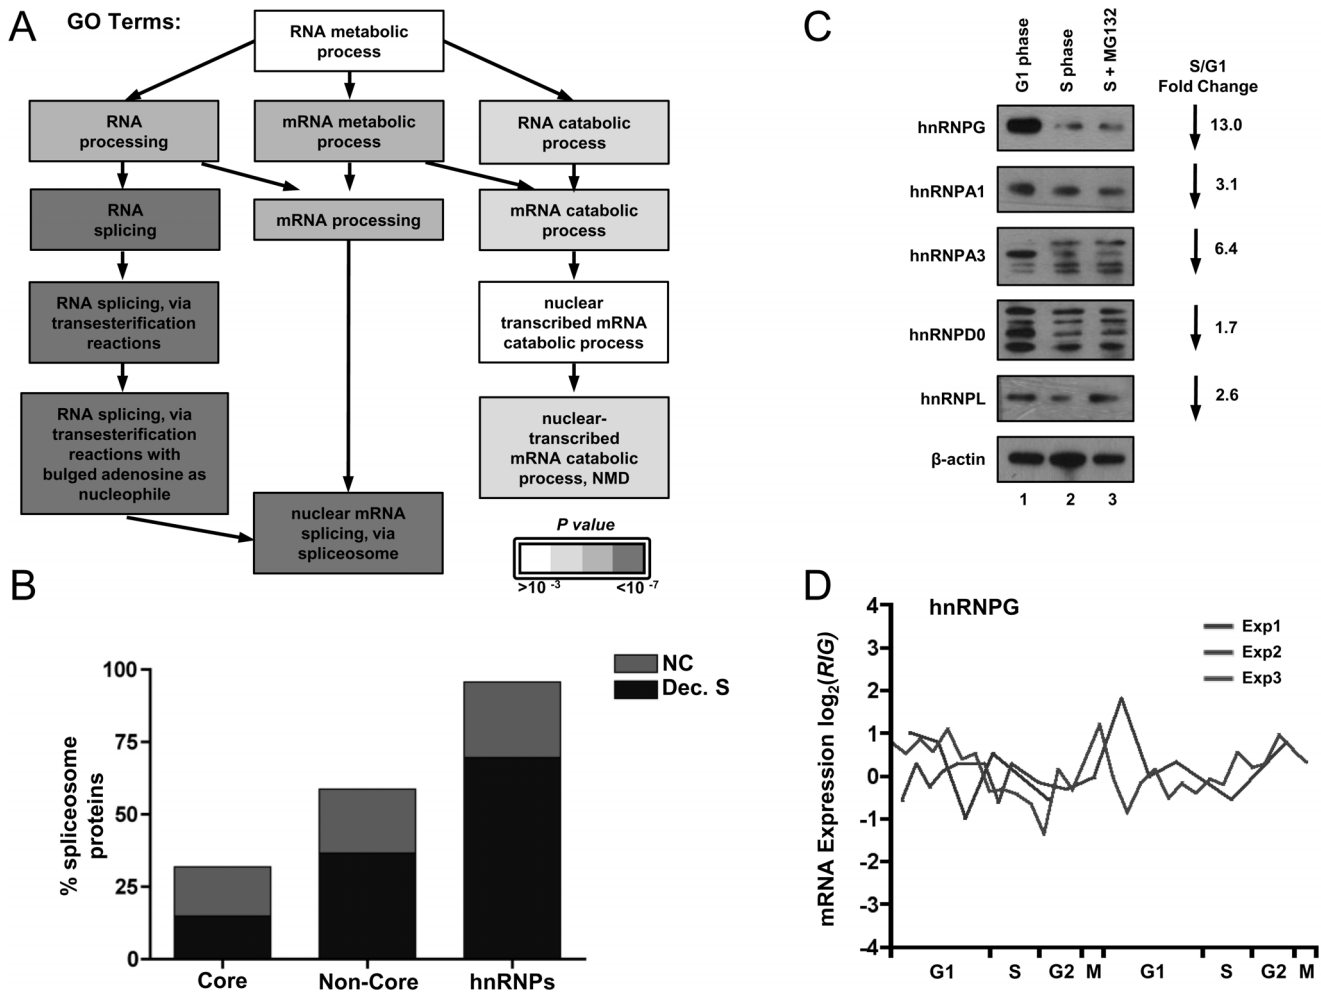 A
GO Terms:
RNA metabolic
process
RNA
processing
mRNA metabolic
process
RNA catabolic
process
RNA
splicing
mRNA processing
mRNA catabolic
process
RNA splicing, via
transesterification
reactions
nuclear
transcribed mRNA
catabolic process
RNA splicing, via
transesterification
reactions with
bulged adenosine as
nucleophile
nuclear-
transcribed
mRNA catabolic
process, NMD
nuclear mRNA
splicing, via
spliceosome
P value
>10 -3
<10 -7
B
% spliceosome
proteins
100
75
50
25
0
Core
Non-Core
hnRNPs
NC
Dec. S
C
G1 phase
S phase
S + MG132
S/G1
Fold Change
hnRNPG
13.0
hnRNPA1
3.1
hnRNPA3
6.4
hnRNPD0
1.7
hnRNPL
2.6
β-actin
1 2 3
D
hnRNPG
mRNA Expression log2(RIG)
4
3
2
1
0
-1
-2
-3
-4
Exp1
Exp2
Exp3
G1 S G2 M G1 S G2 M